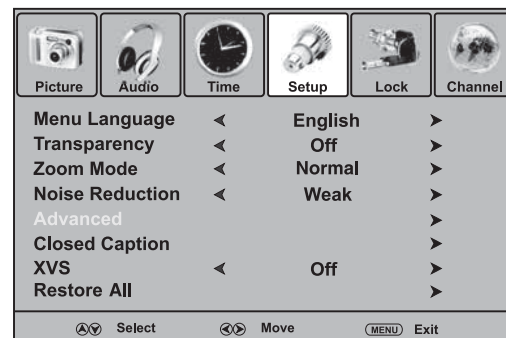 Picture Audio Time Setup Lock Channel
Menu Language English
Transparency Off
Zoom Mode Normal
Noise Reduction Weak
Advanced
Closed Caption
XVS Off
Restore All
Select Move MENU Exit